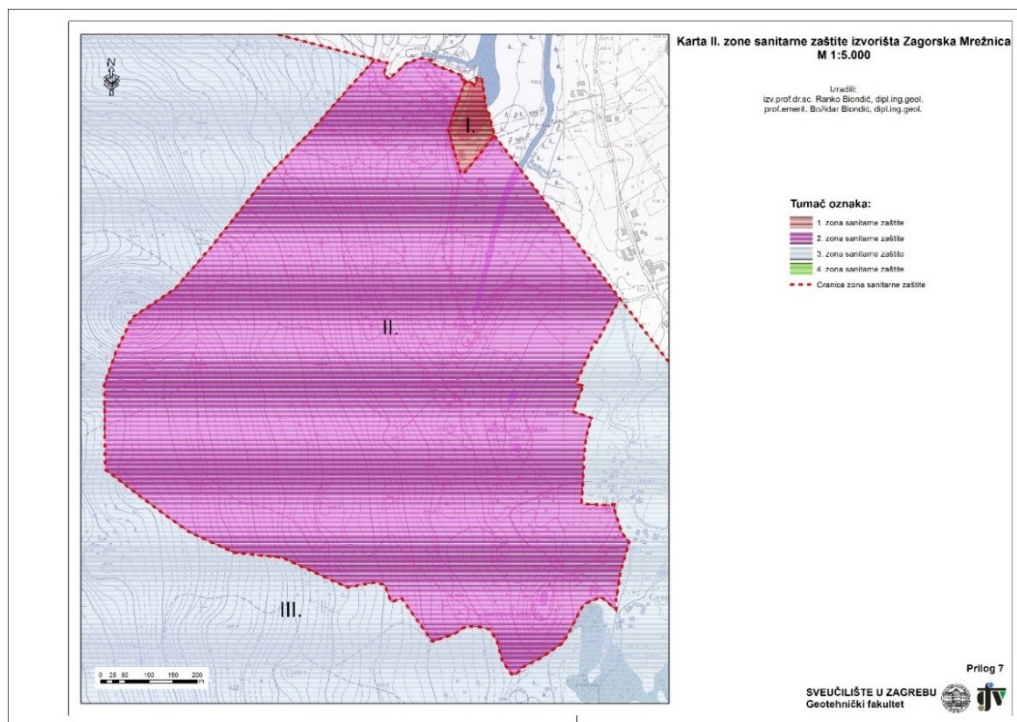 Karta II. zone sanitarne zaštite izvorišta Zagorska Mrežnica
M 1:5.000
Izradili:
izv.prof.dr.sc. Ranko Biondić, dipl.ing.geol.
prof.emerit. Božidar Biondić, dipl.ing.geol.
N
I.
II.
III.
Tumač oznaka:
1. zona sanitarne zaštite
2. zona sanitarne zaštite
3. zona sanitarne zaštite
4. zona sanitarne zaštite
Granica zona sanitarne zaštite
0 25 50 100 150 200
m
Prilog 7
SVEUČILIŠTE U ZAGREBU
Geotehnički fakultet
gfv